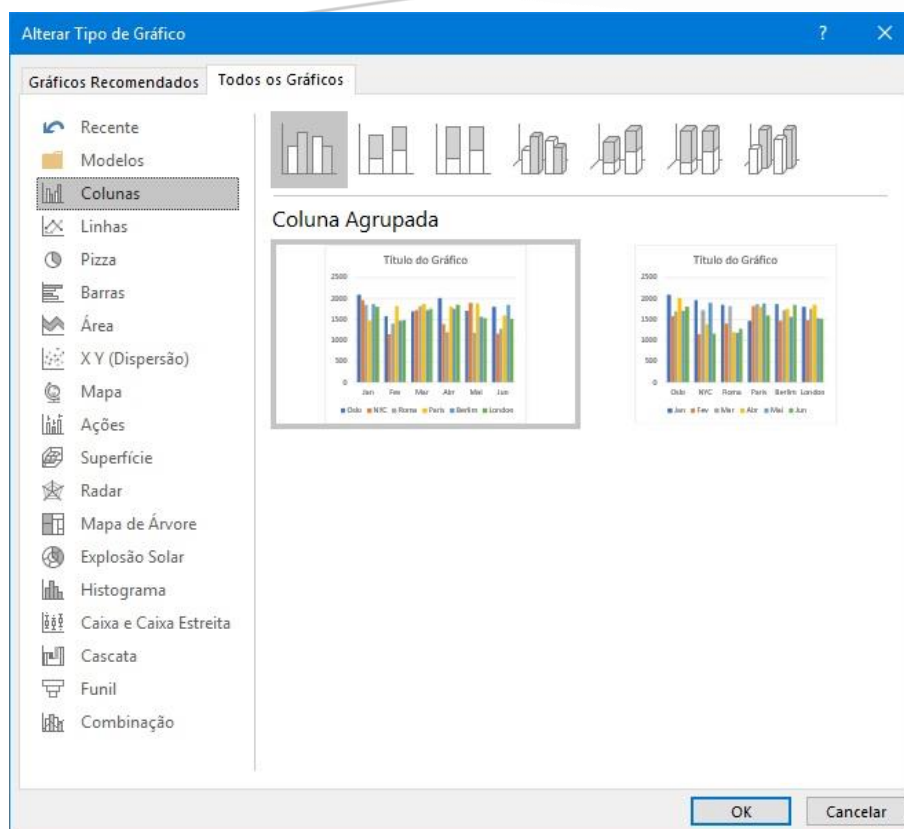 Alterar Tipo de Gráfico
?
Gráficos Recomendados
Todos os Gráficos
Recente
Modelos
Colunas
Linhas
Pizza
Barras
Área
X Y (Dispersão)
Mapa
Ações
Superfície
Radar
Mapa de Árvore
Explosão Solar
Histograma
Caixa e Caixa Estreita
Cascata
Funil
Combinação
Coluna Agrupada
Título do Gráfico
2500
2000
1500
1000
500
0
Jan Fev Mar Abr Mai Jun
Oslo NYC Roma Paris Berlim London
Título do Gráfico
2500
2000
1500
1000
500
0
Oslo NYC Roma Paris Berlim London
Jan Fev Mar Abr Mai Jun
OK
Cancelar